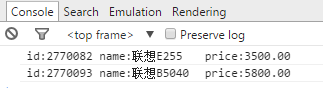 Console Search Emulation Rendering
<top frame> Preserve log
id:2770082 name:联想E255 price:3500.00
id:2770093 name:联想B5040 price:5800.00